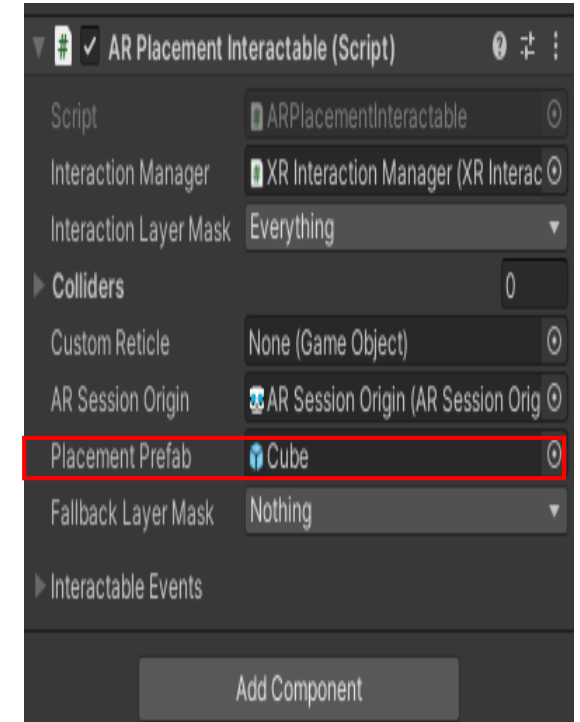 AR Placement Interactable (Script)
Script ARPlacementInteractable
Interaction Manager XR Interaction Manager (XR Interac
Interaction Layer Mask Everything
Colliders 0
Custom Reticle None (Game Object)
AR Session Origin AR Session Origin (AR Session Orig
Placement Prefab Cube
Fallback Layer Mask Nothing
Interactable Events
Add Component